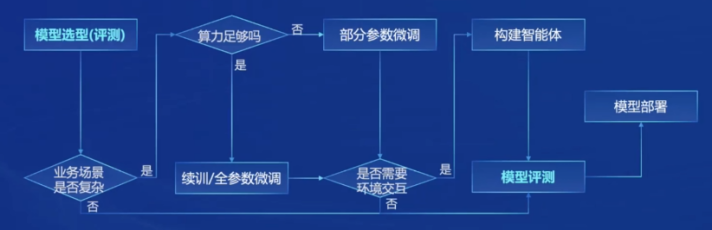 模型选型(评测)
算力足够吗
否
部分参数微调
构建智能体
是
模型部署
业务场景
是否复杂
是
续训/全参数微调
是否需要
环境交互
是
模型评测
否
否